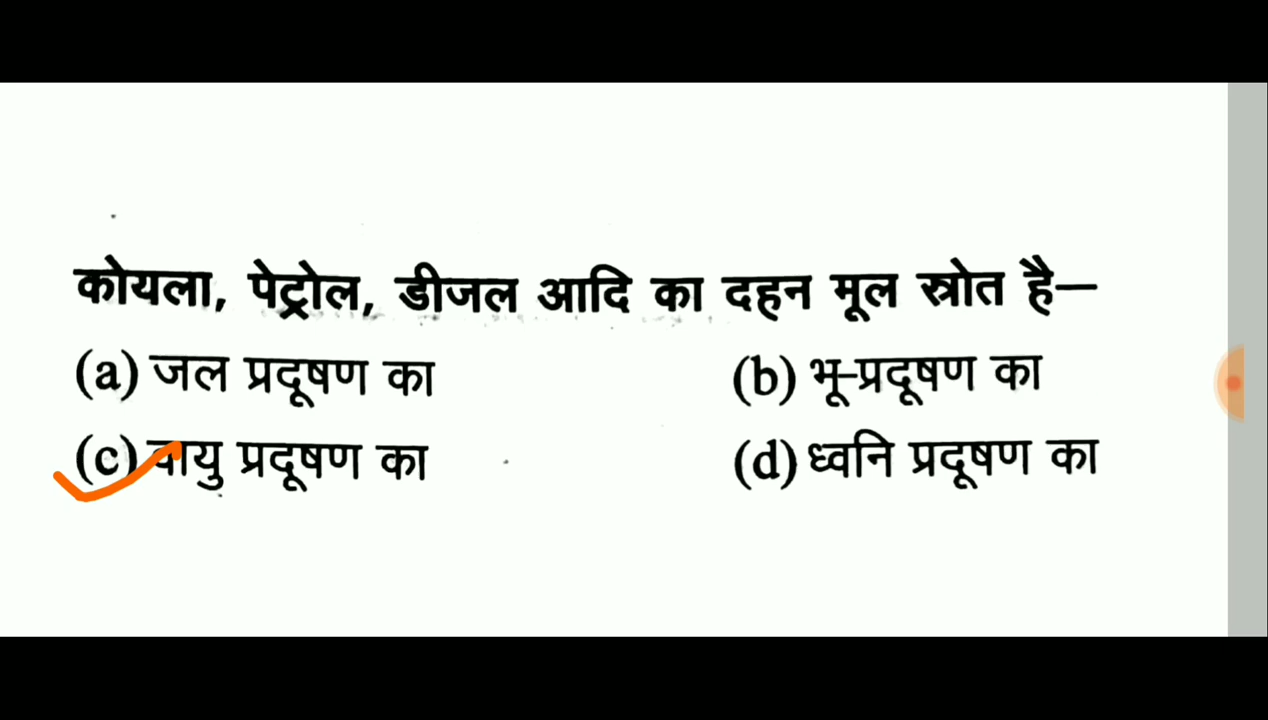 कोयला, पेट्रोल, डीजल आदि का दहन मूल स्रोत है—
(a) जल प्रदूषण का (b) भू-प्रदूषण का
(c) वायु प्रदूषण का (d) ध्वनि प्रदूषण का